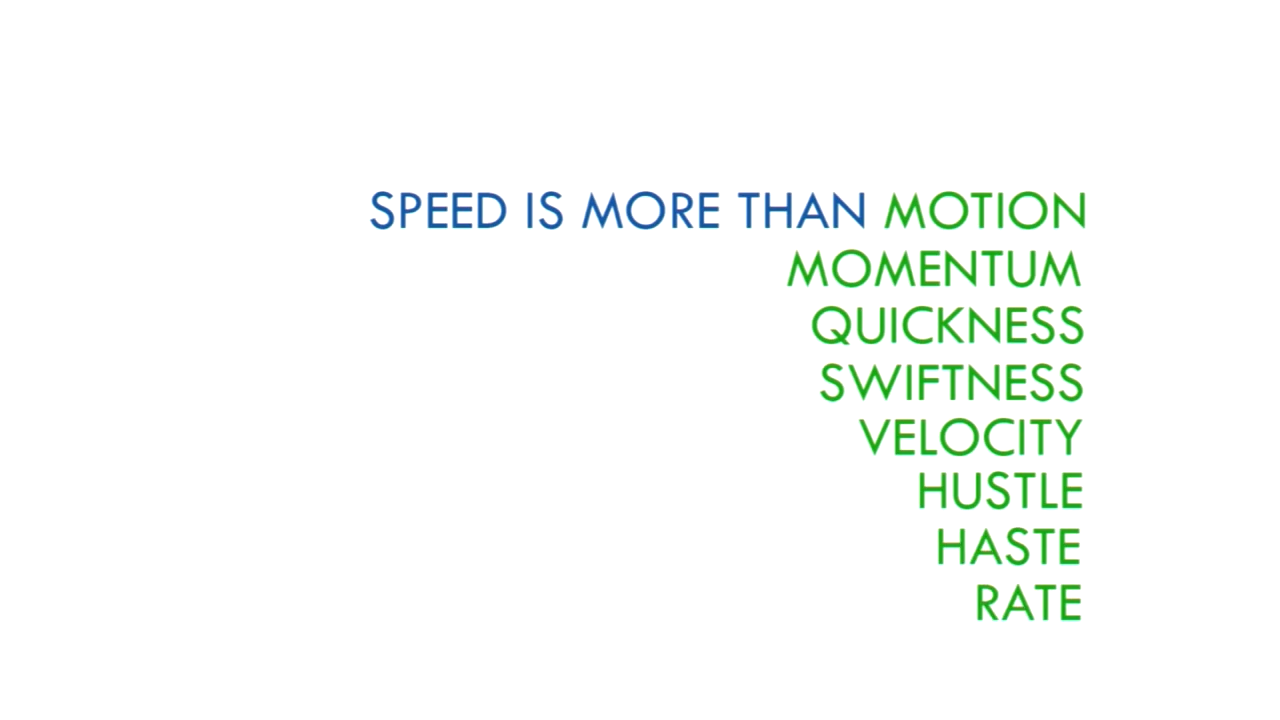 SPEED IS MORE THAN MOTION
MOMENTUM
QUICKNESS
SWIFTNESS
VELOCITY
HUSTLE
HASTE
RATE